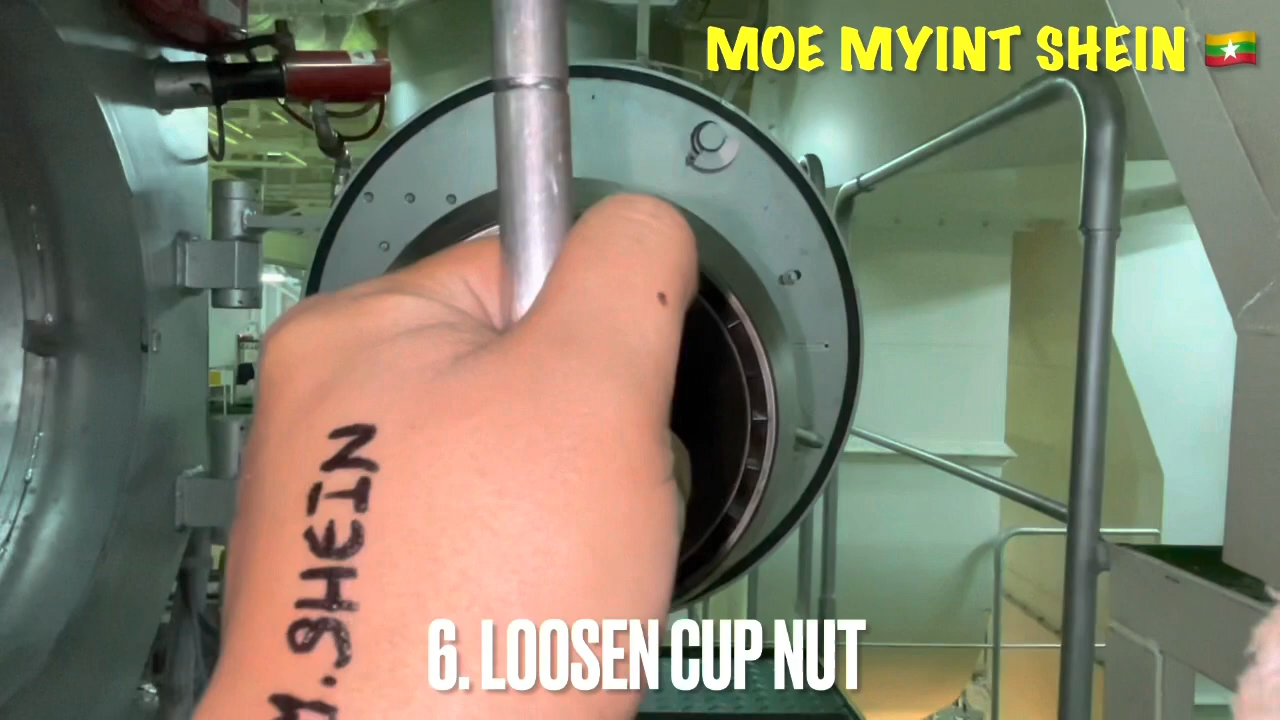 MOE MYINT SHEIN 🇲🇲
M.SHEIN
6. LOOSEN CUP NUT